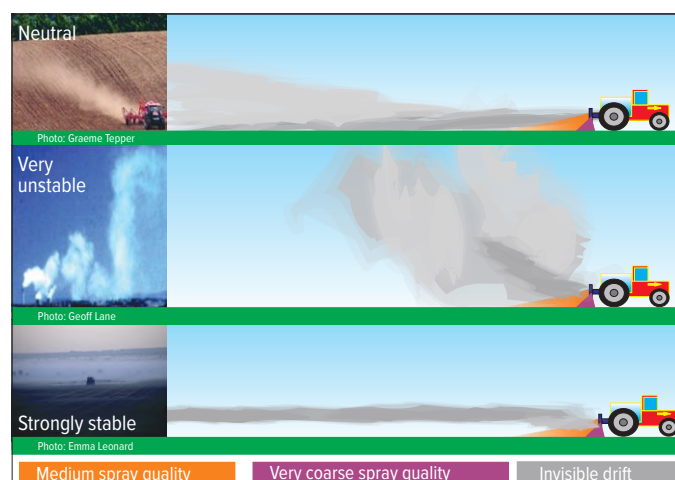 Neutral
Photo: Graeme Tepper
Very
unstable
Photo: Geoff Lane
Strongly stable
Photo: Emma Leonard
Medium spray quality
Very coarse spray quality
Invisible drift